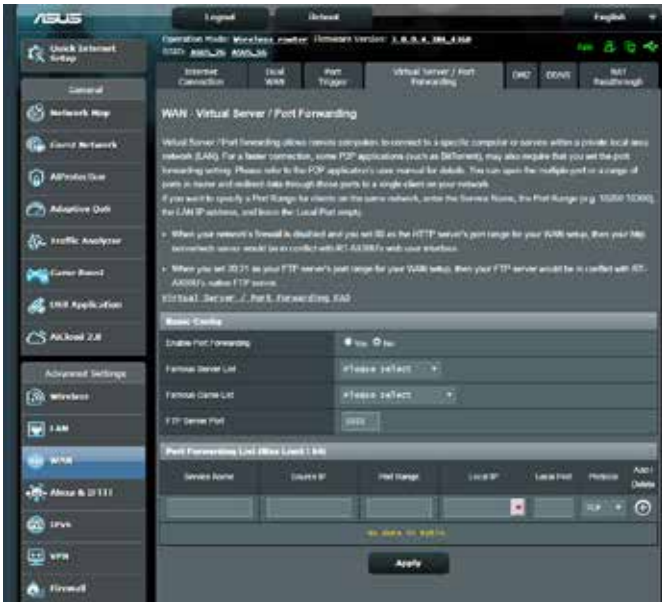 ASUS
Logout
Reboot
English
Quick Internet Setup
Operation Mode: Wireless router Firmware Version:
SSID:
General
Network Map
Guest Network
AiProtection
Adaptive QoS
Traffic Analyzer
Game Boost
USB Application
AiCloud 2.0
Advanced Settings
Wireless
LAN
WAN
Alexa & IFTTT
IPv6
VPN
Firewall
Internet Connection
Dual WAN
Port Trigger
Virtual Server / Port Forwarding
DMZ
DDNS
NAT Passthrough
WAN - Virtual Server / Port Forwarding
Virtual Server / Port forwarding allows remote computers to connect to a specific computer or service within a private local area
network (LAN). For a faster connection, some P2P applications (such as BitTorrent), may also require that you set the port
forwarding setting. Please refer to the P2P application's user manual for details. You can open the multiple port or a range of
ports in router and redirect data through those ports to a single client on your network.
If you want to specify a Port Range for clients on the same network, enter the Service Name, the Port Range (e.g. 10200:10300),
the LAN IP address, and leave the Local Port empty.
When your network's firewall is disabled and you set 80 as the HTTP server's port range for your WAN setup, then your http
server/web server would be in conflict with RT-AX88U's web user interface.
When you set 20:21 as your FTP server's port range for your WAN setup, then your FTP server would be in conflict with RT-
AX88U's native FTP server.
Virtual Server / Port Forwarding FAQ
Basic Config
Enable Port Forwarding
Yes No
Famous Server List
Please select
Famous Game List
Please select
FTP Server Port
Port Forwarding List (Max Limit : 64)
Service Name
Source IP
Port Range
Local IP
Local Port
Protocol
Add / Delete
TCP
No data in table.
Apply